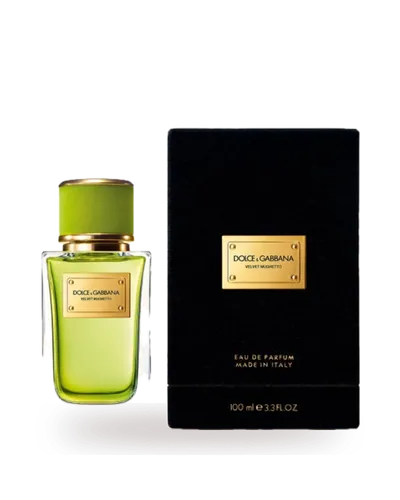 DOLCE & GABBANA
VELVET MUGHETTO
DOLCE & GABBANA
VELVET MUGHETTO
EAU DE PARFUM
MADE IN ITALY
100 ml e 3.3 FL.OZ